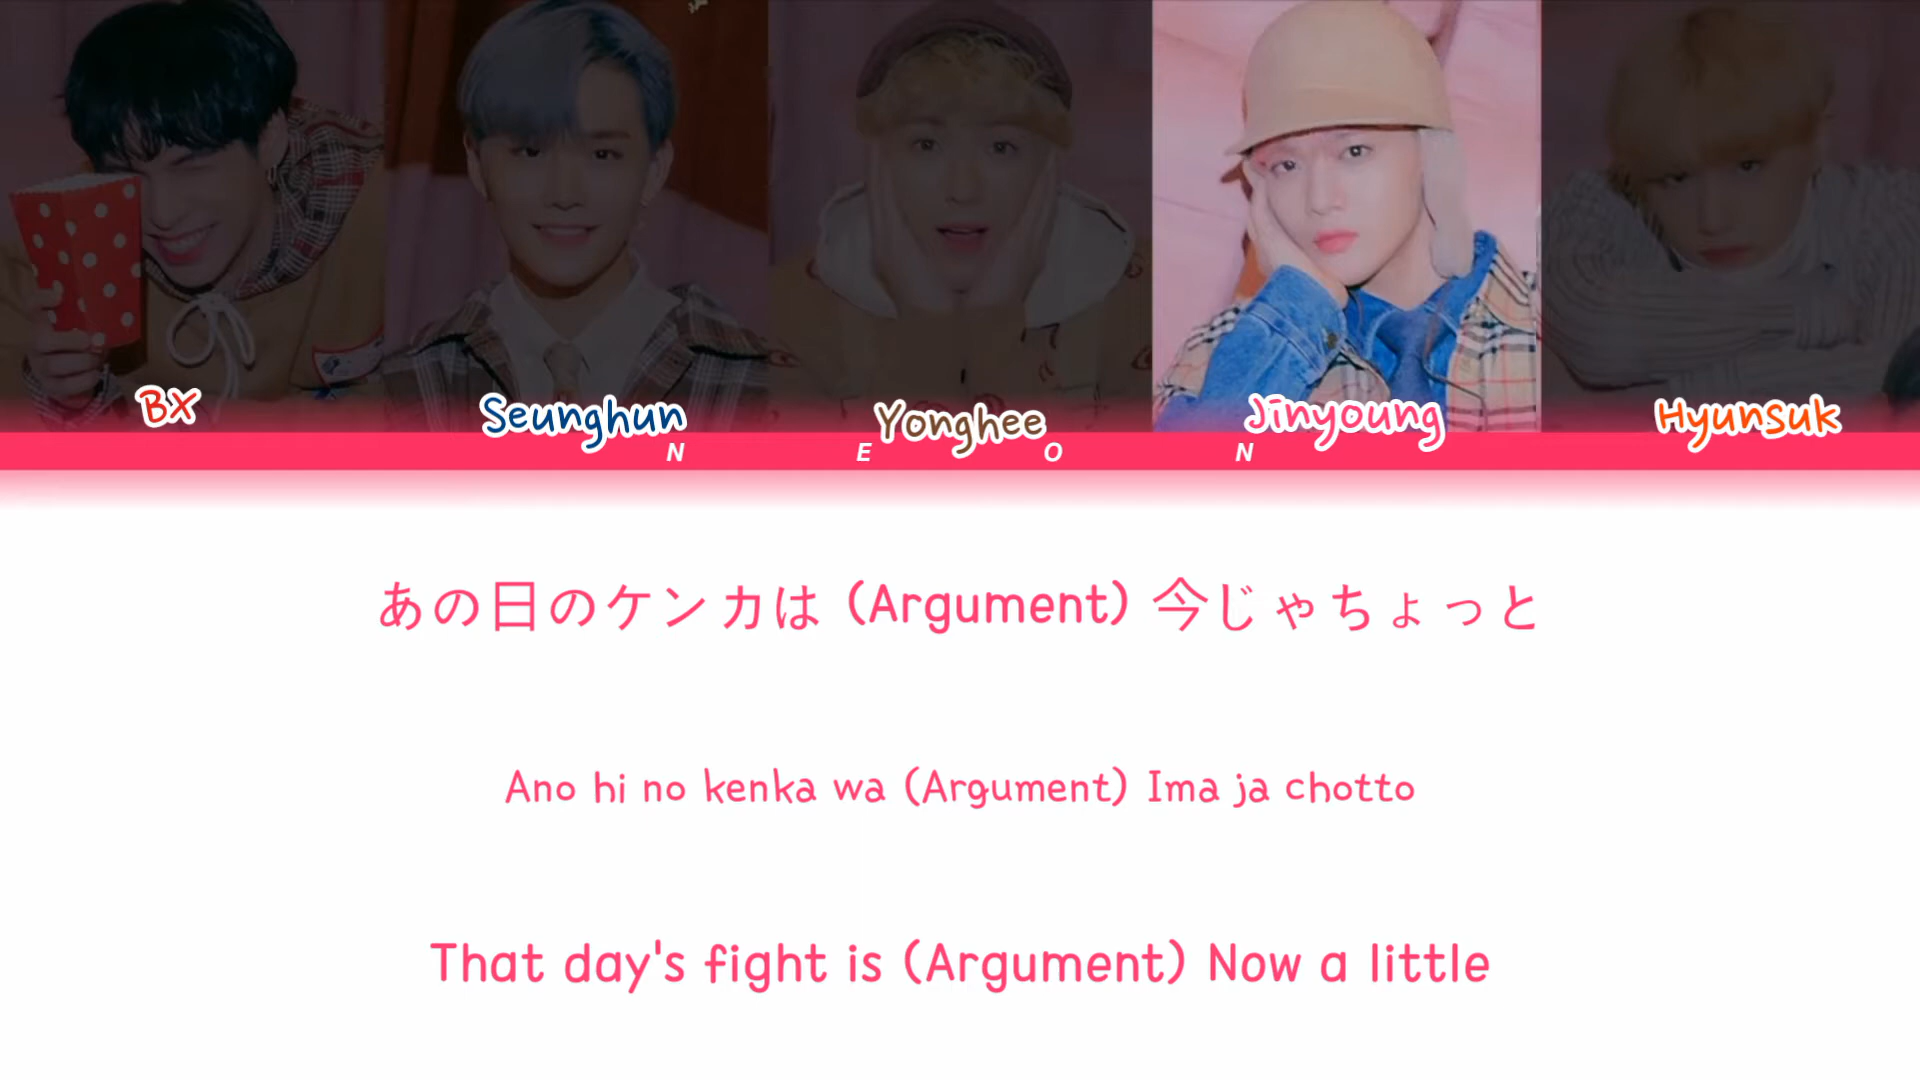 BX Seunghun Yonghee Jinyoung Hyunsuk
N E O N
あの日のケンカは (Argument) 今じゃちょっと
Ano hi no kenka wa (Argument) Ima ja chotto
That day's fight is (Argument) Now a little